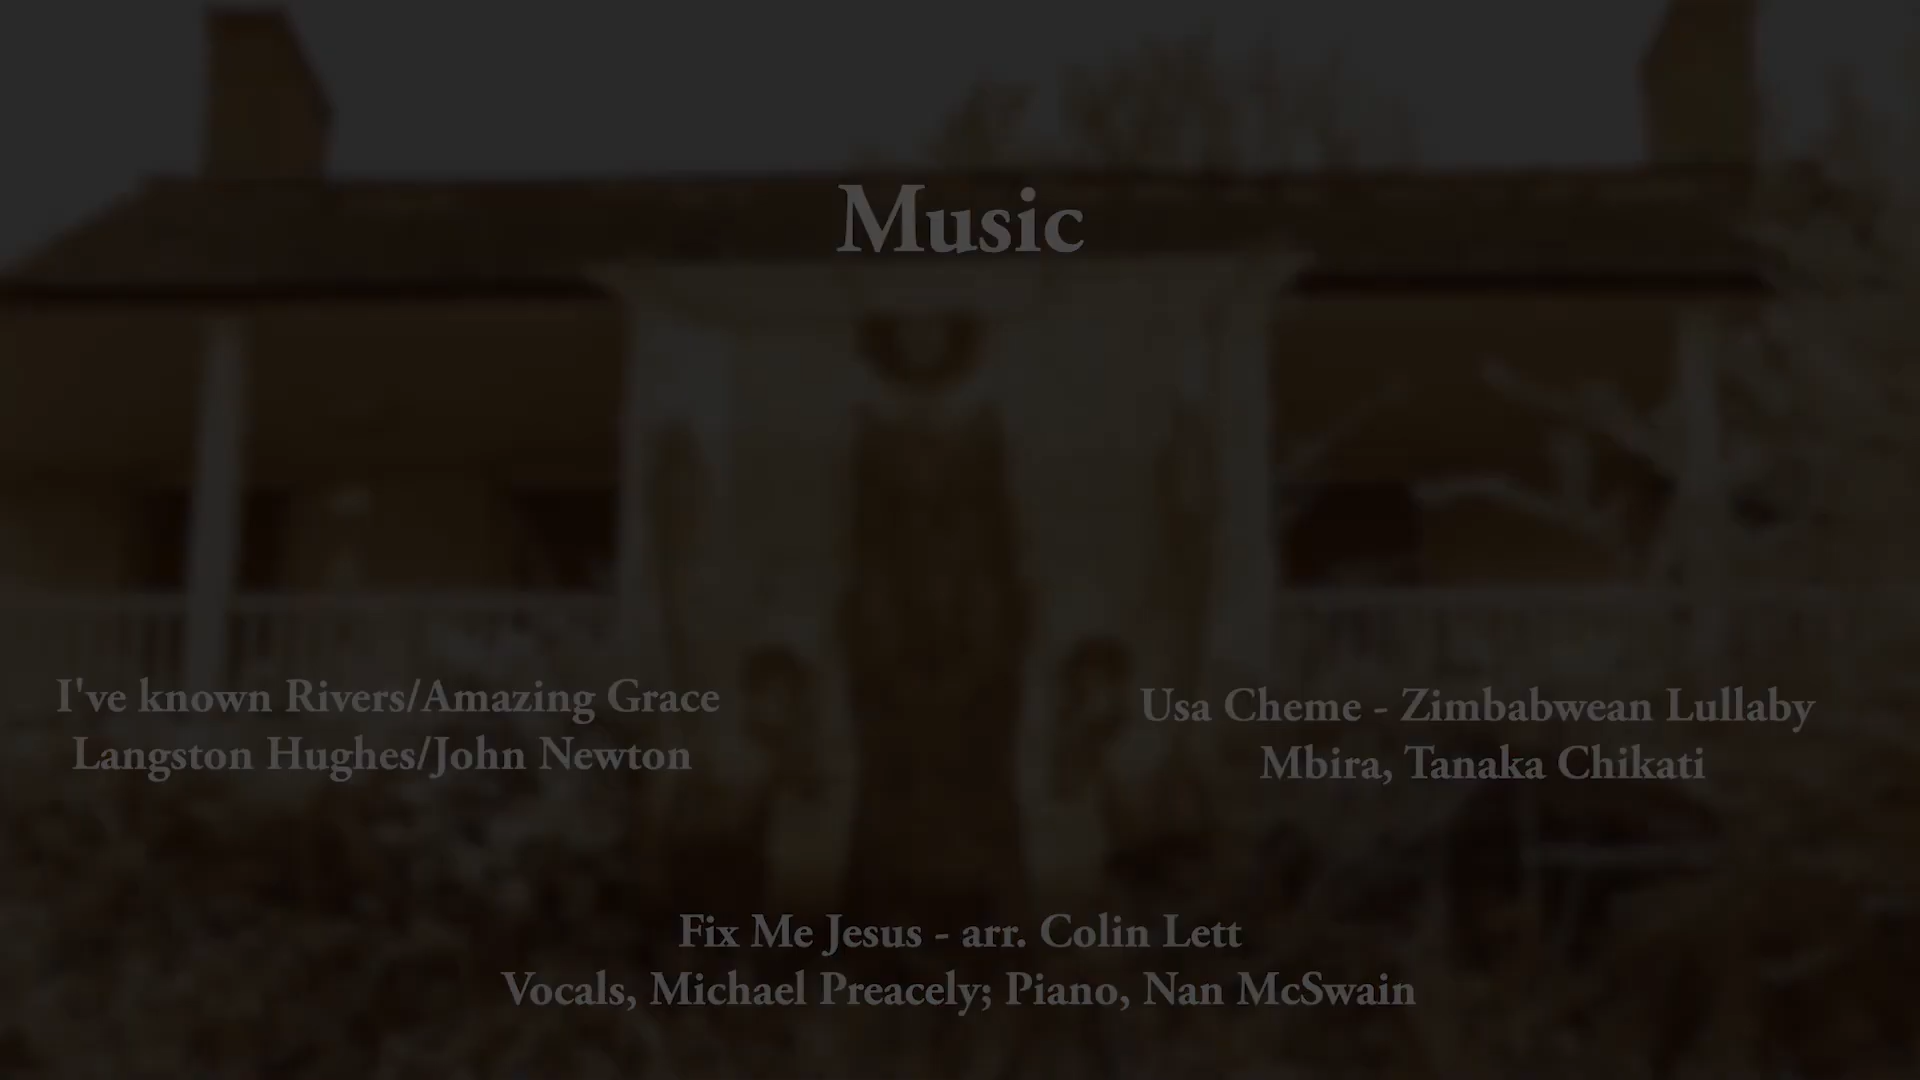 Music
I've known Rivers/Amazing Grace
Langston Hughes/John Newton
Usa Cheme - Zimbabwean Lullaby
Mbira, Tanaka Chikati
Fix Me Jesus - arr. Colin Lett
Vocals, Michael Preacely; Piano, Nan McSwain